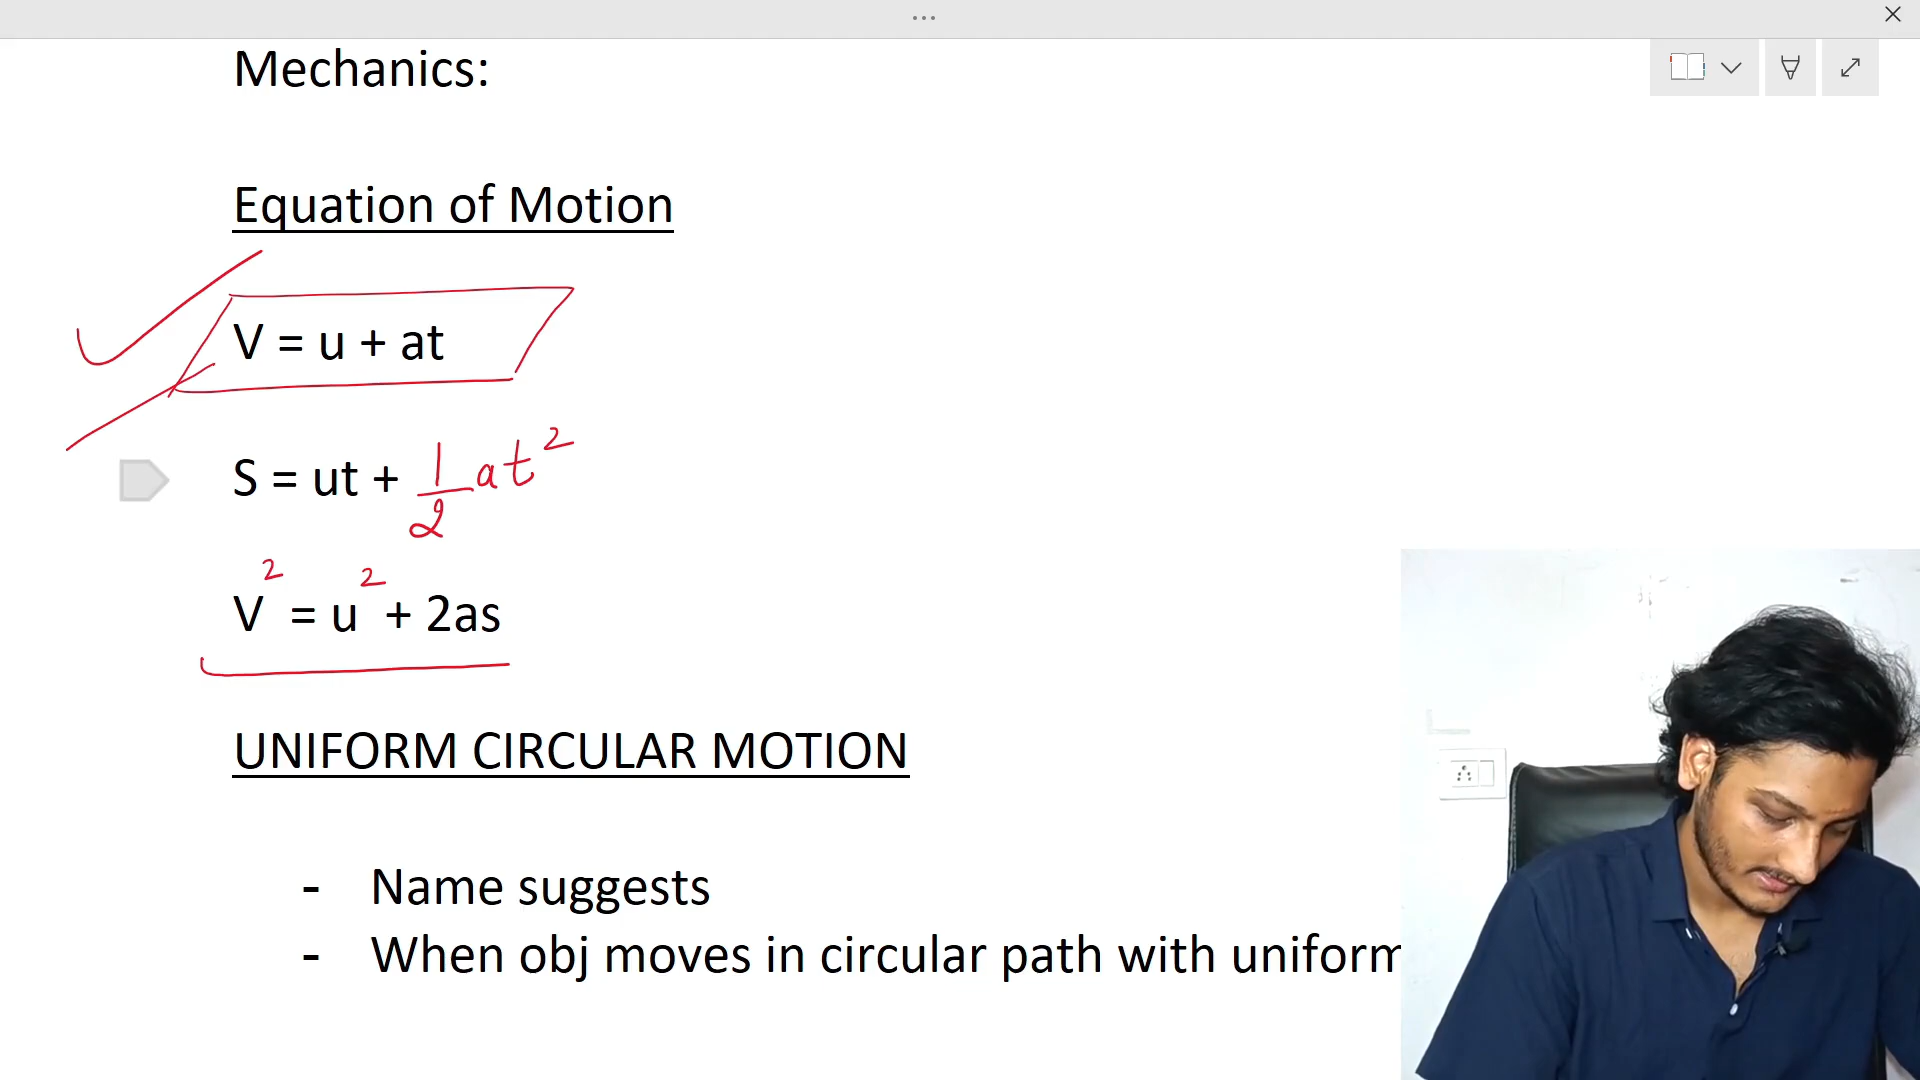 Mechanics:
Equation of Motion
V = u + at
S = ut + 1/2 at²
V² = u² + 2as
UNIFORM CIRCULAR MOTION
- Name suggests
- When obj moves in circular path with uniform